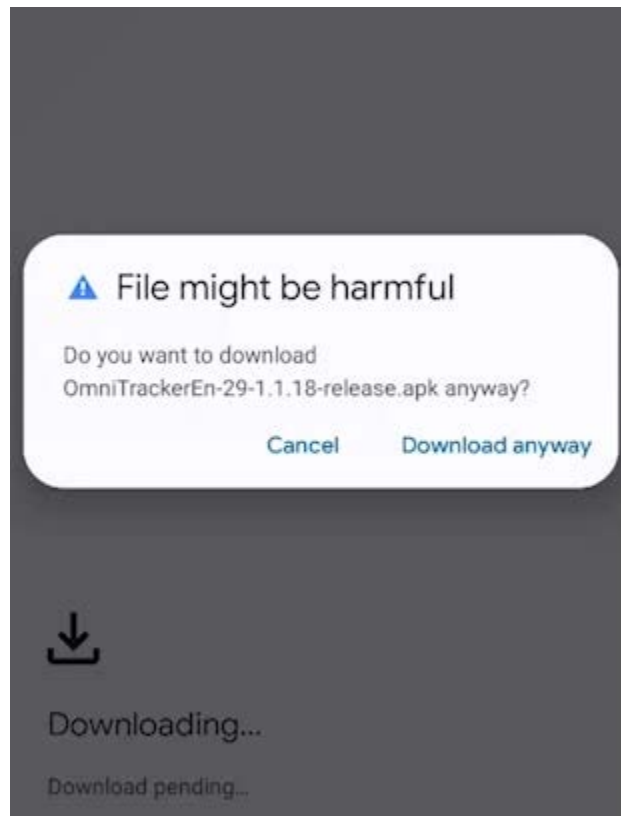 File might be harmful
Do you want to download
OmniTrackerEn-29-1.1.18-release.apk anyway?
Cancel Download anyway
Downloading...
Download pending...